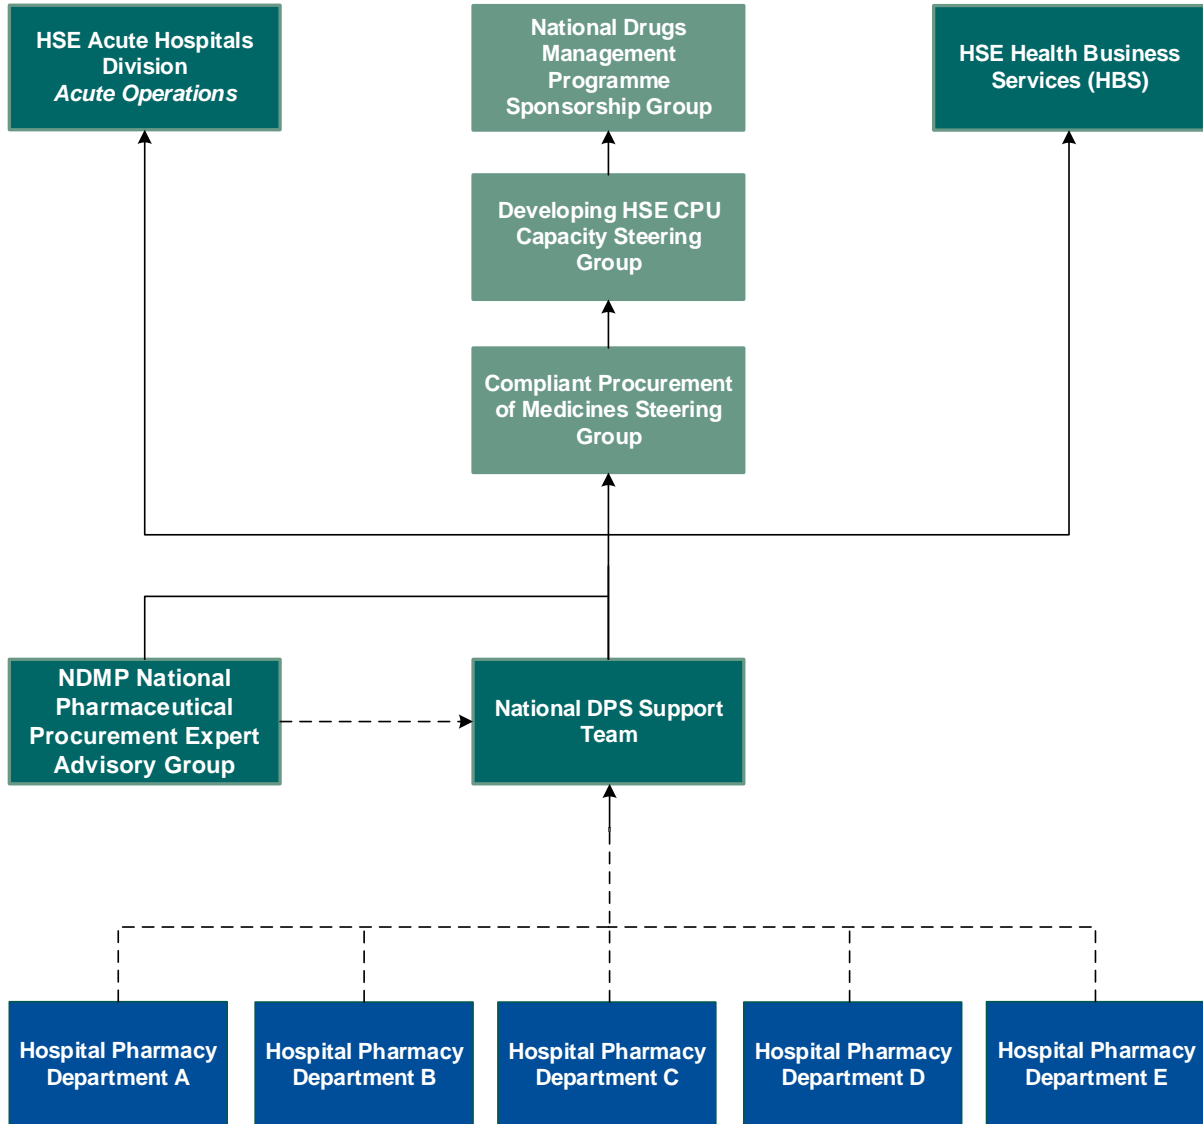 HSE Acute Hospitals
Division
Acute Operations
National Drugs
Management
Programme
Sponsorship Group
HSE Health Business
Services (HBS)
Developing HSE CPU
Capacity Steering
Group
Compliant Procurement
of Medicines Steering
Group
NDMP National
Pharmaceutical
Procurement Expert
Advisory Group
National DPS Support
Team
Hospital Pharmacy
Department A
Hospital Pharmacy
Department B
Hospital Pharmacy
Department C
Hospital Pharmacy
Department D
Hospital Pharmacy
Department E